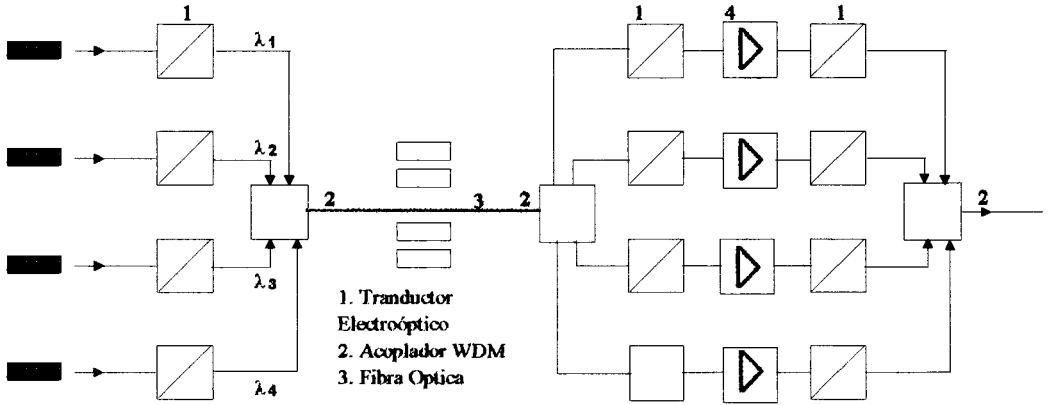 1
1
4
1
λ1
λ2
2
3
2
2
λ3
λ4
1. Tranductor
Electroóptico
2. Acoplador WDM
3. Fibra Optica